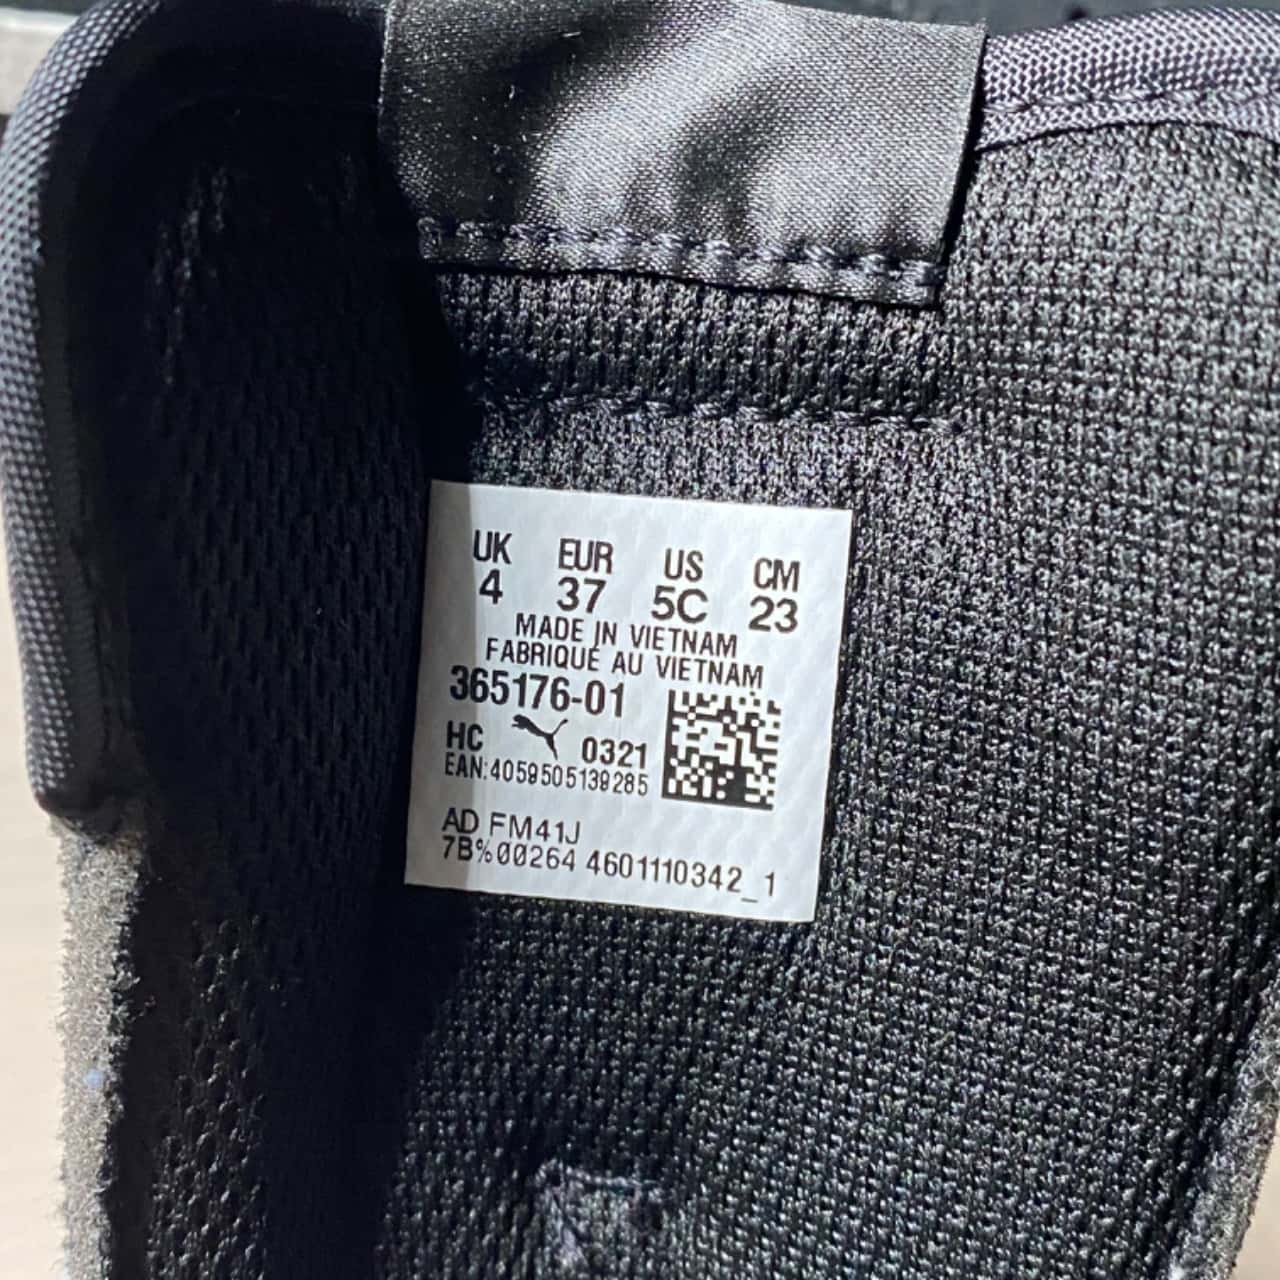 UK EUR US CM
4 37 5C 23
MADE IN VIETNAM
FABRIQUÉ AU VIETNAM
365176-01
HC 0321
EAN:4059505139285
AD FM41J
7B%00264 4601110342_1